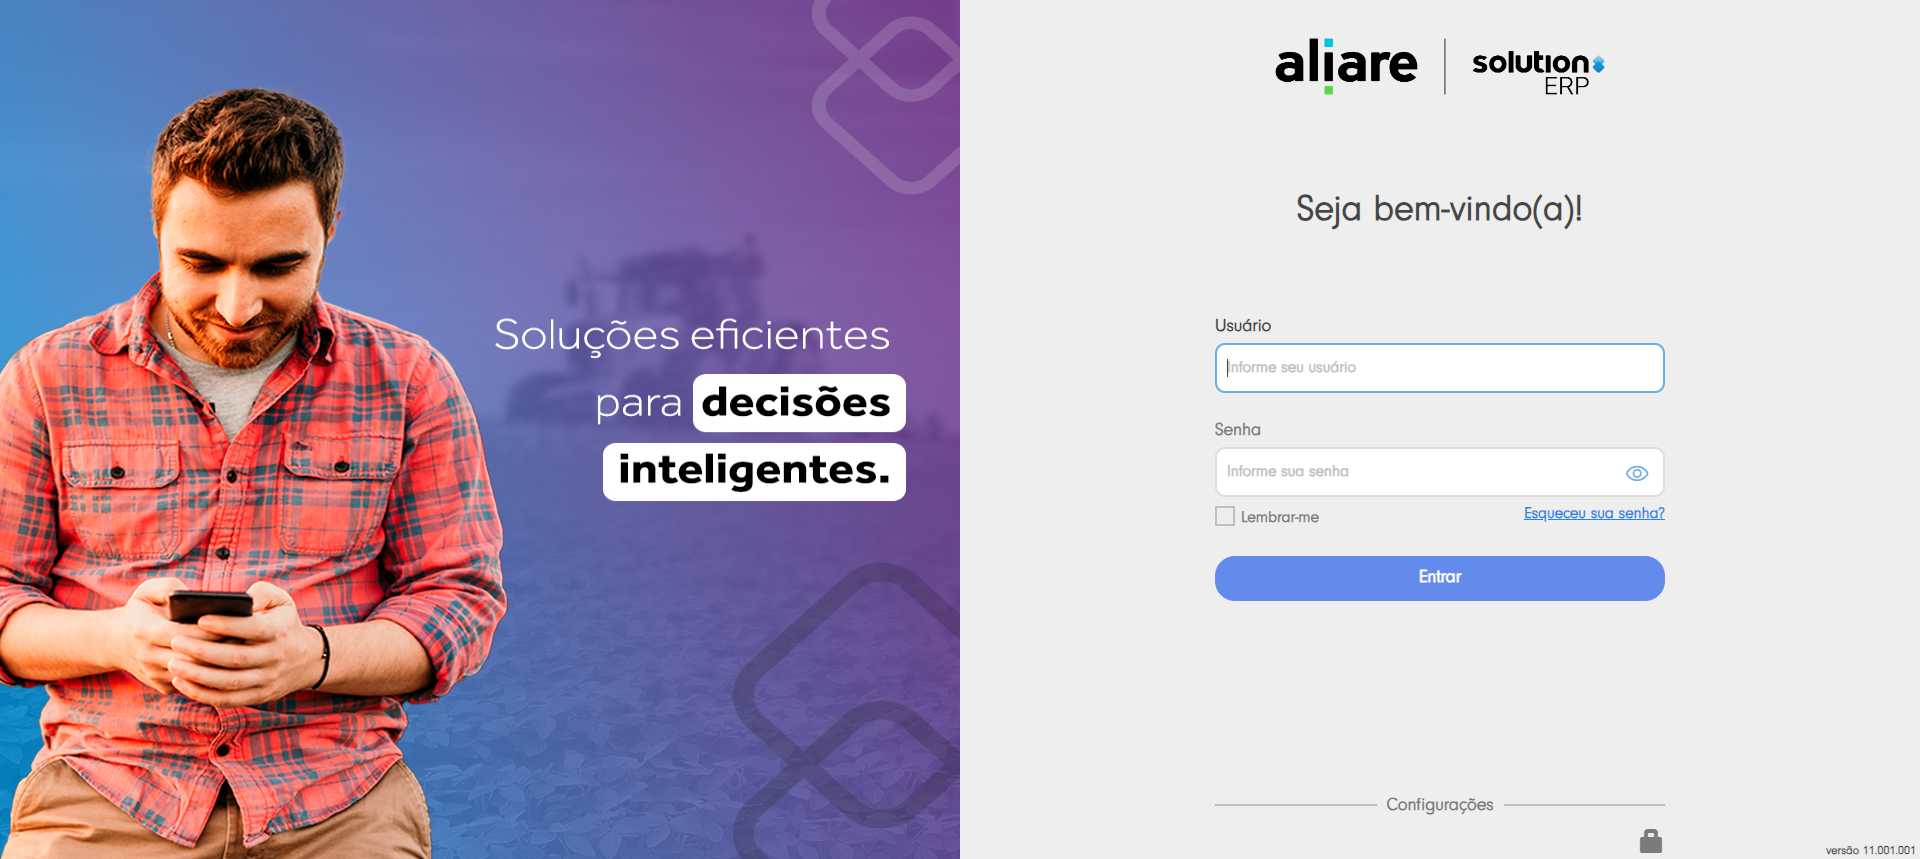 Soluções eficientes
para decisões
inteligentes.
aliare
solution
ERP
Seja bem-vindo(a)!
Usuário
Informe seu usuário
Senha
Informe sua senha
Lembrar-me
Esqueceu sua senha?
Entrar
Configurações
versão 11.001.001